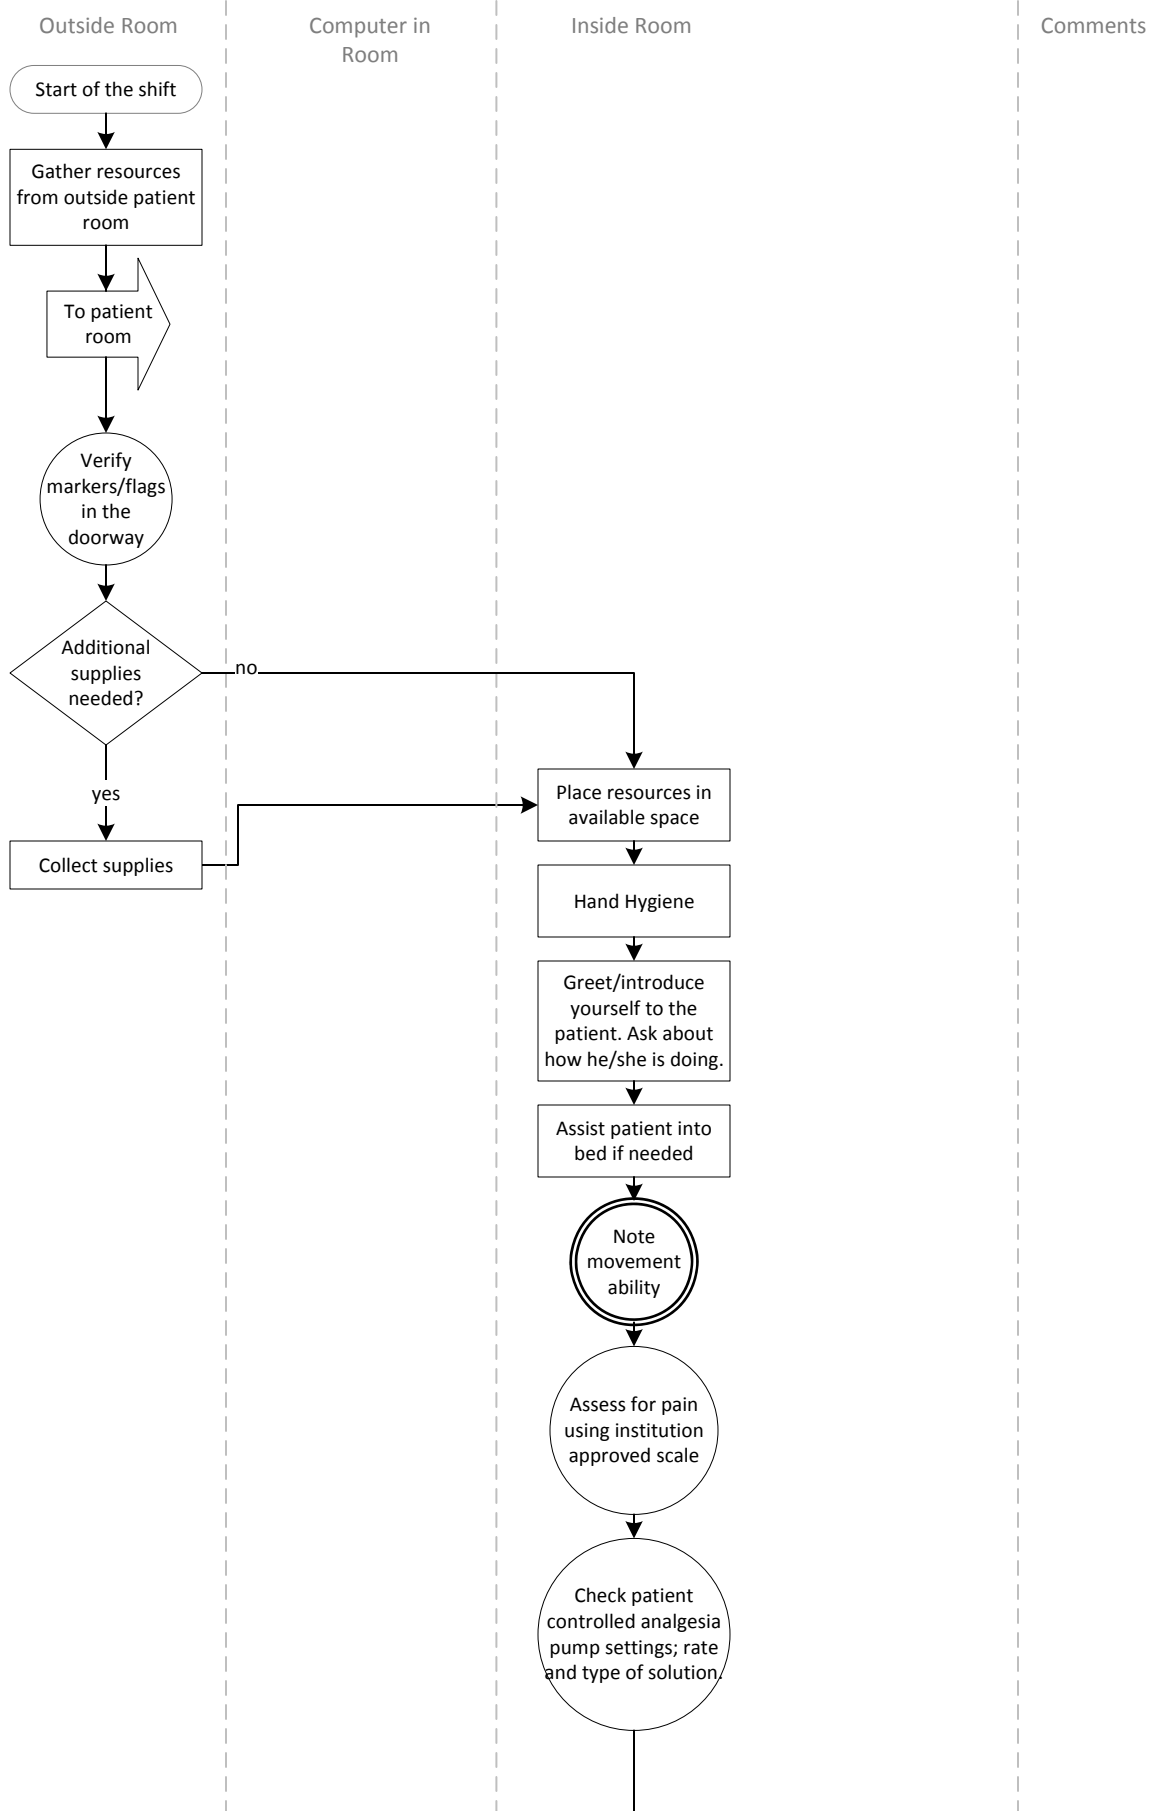 Outside Room
Computer in
Room
Inside Room
Comments
Start of the shift
Gather resources
from outside patient
room
To patient
room
Verify
markers/flags
in the
doorway
Additional
supplies
needed?
no
yes
Collect supplies
Place resources in
available space
Hand Hygiene
Greet/introduce
yourself to the
patient. Ask about
how he/she is doing.
Assist patient into
bed if needed
Note
movement
ability
Assess for pain
using institution
approved scale
Check patient
controlled analgesia
pump settings; rate
and type of solution.